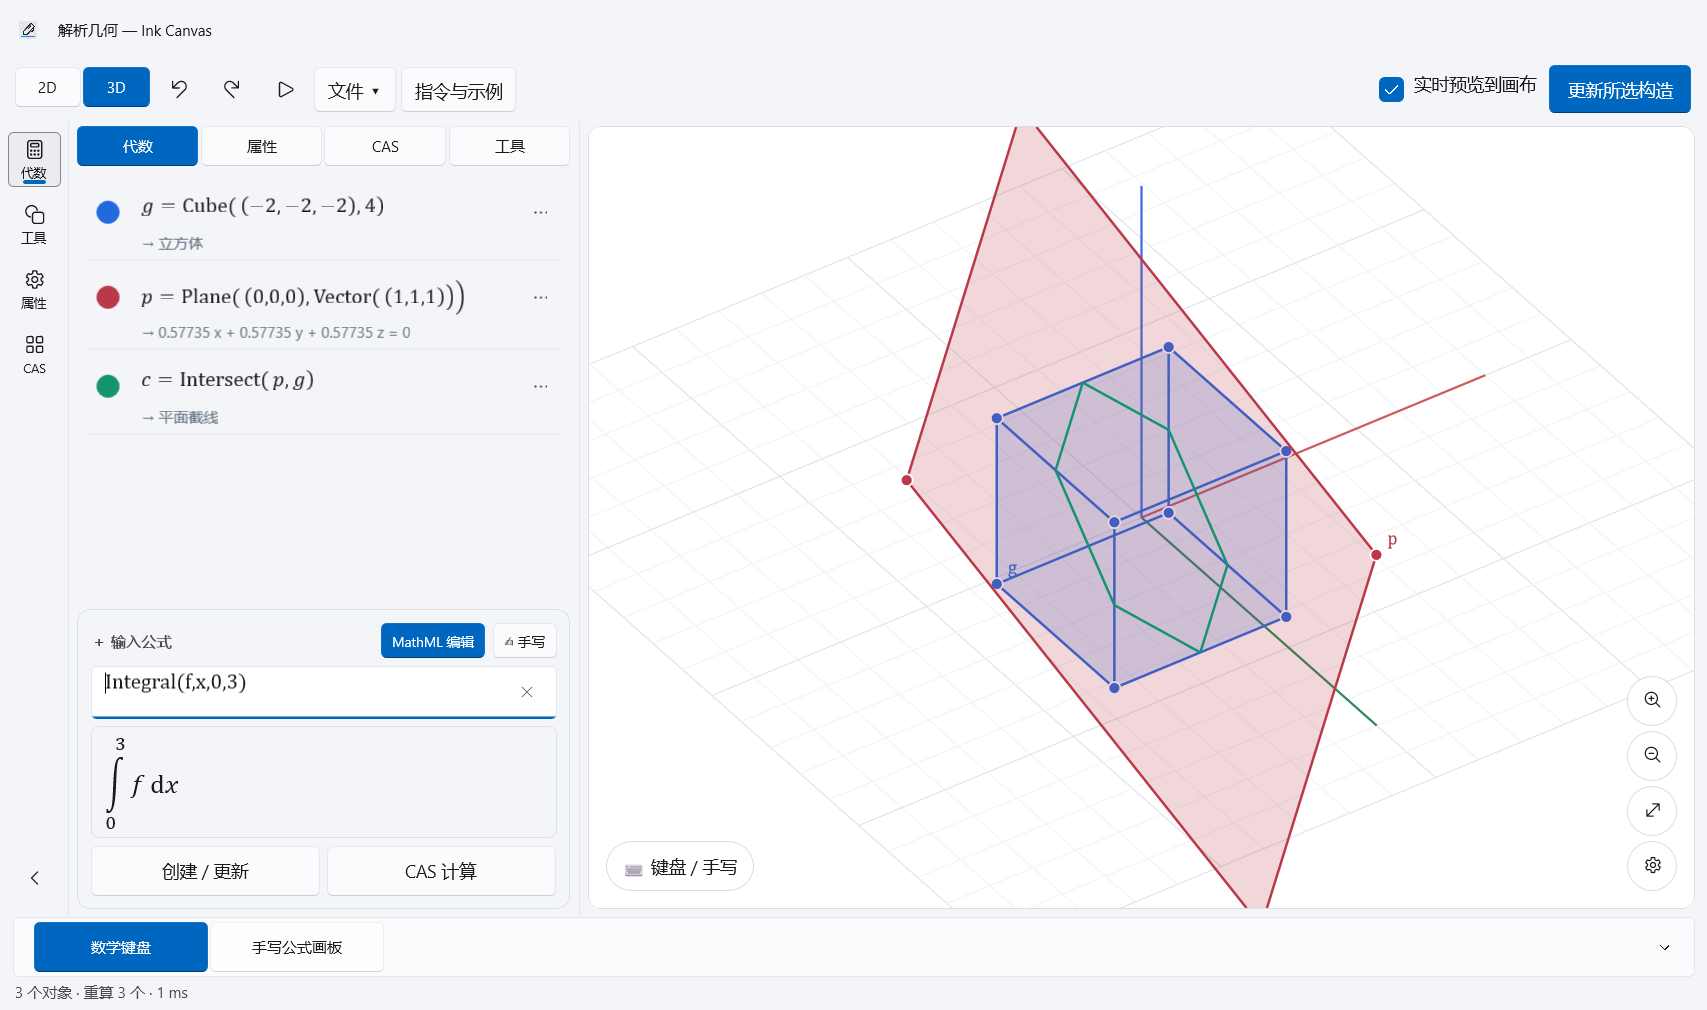 解析几何 — Ink Canvas
2D
3D
文件 ▾
指令与示例
实时预览到画布
更新所选构造
代数
工具
属性
CAS
代数
属性
CAS
工具
g = Cube( (−2, −2, −2), 4)
→ 立方体
p = Plane( (0,0,0), Vector( (1,1,1)))
→ 0.57735 x + 0.57735 y + 0.57735 z = 0
c = Intersect( p, g)
→ 平面截线
+ 输入公式
MathML 编辑
手写
Integral(f,x,0,3)
∫₀³ f dx
创建 / 更新
CAS 计算
g
p
键盘 / 手写
数学键盘
手写公式画板
3 个对象 · 重算 3 个 · 1 ms